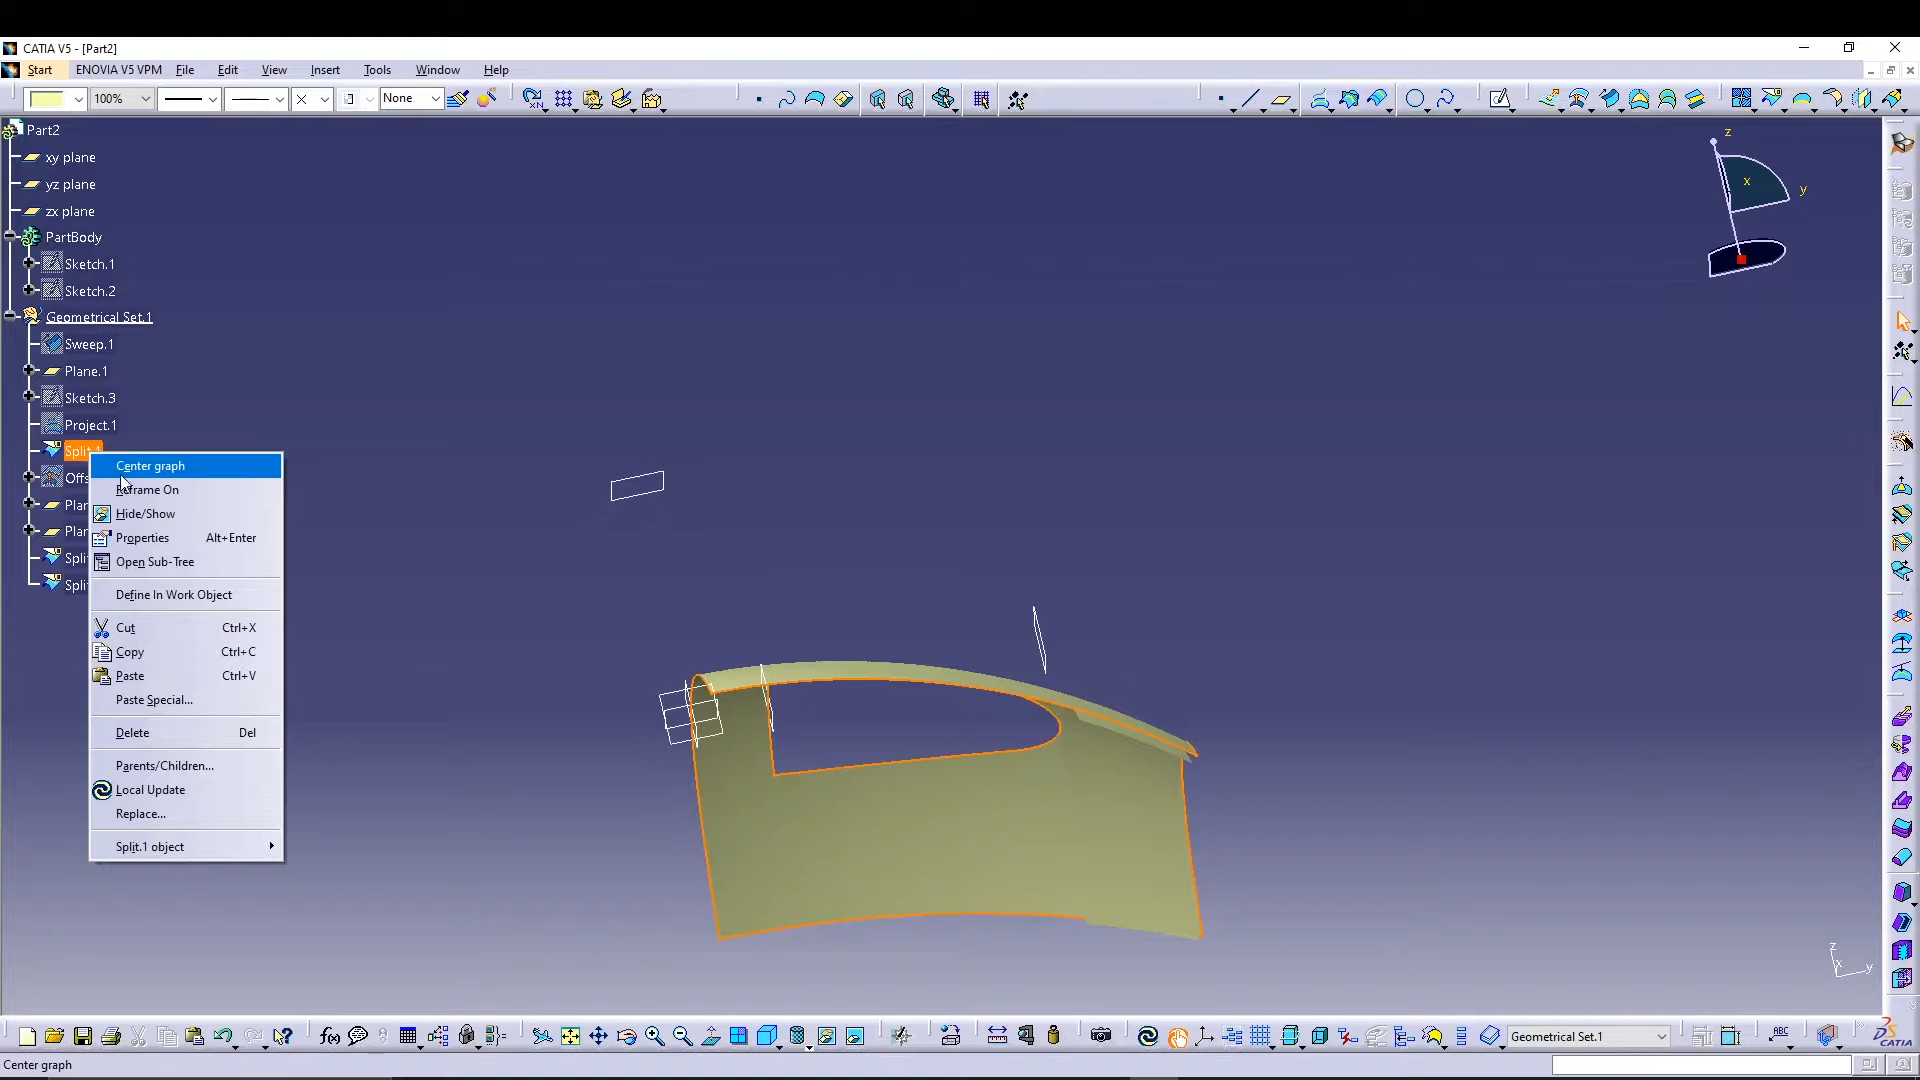 CATIA V5 - [Part2]
Start ENOVIA V5 VPM File Edit View Insert Tools Window Help
100% None
Part2
xy plane
yz plane
zx plane
PartBody
Sketch.1
Sketch.2
Geometrical Set.1
Sweep.1
Plane.1
Sketch.3
Project.1
Split.1
Center graph
Reframe On
Hide/Show
Properties Alt+Enter
Open Sub-Tree
Define In Work Object
Cut Ctrl+X
Copy Ctrl+C
Paste Ctrl+V
Paste Special...
Delete Del
Parents/Children...
Local Update
Replace...
Split.1 object
z
x
y
z
x
y
Geometrical Set.1
ABC
CATIA
Center graph